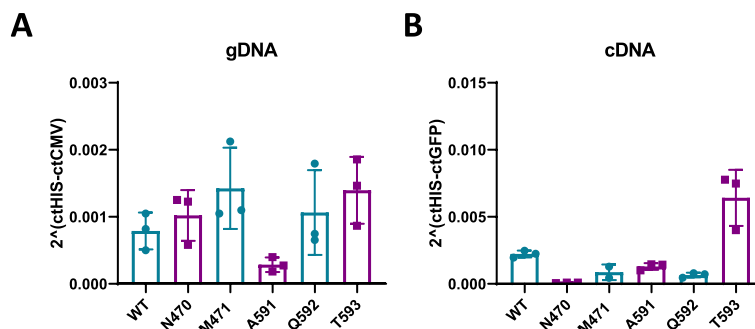 A
gDNA
2^(ctHIS-ctCMV)
0.003
0.002
0.001
0.000
WT
N470
M471
A591
Q592
T593
B
cDNA
2^(ctHIS-ctGFP)
0.015
0.010
0.005
0.000
WT
N470
M471
A591
Q592
T593